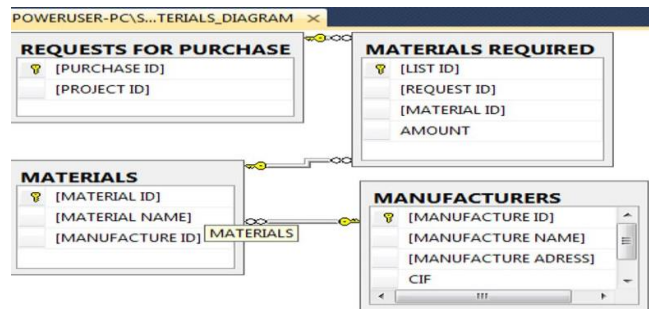 POWERUSER-PC\S...TERIALS_DIAGRAM ×
REQUESTS FOR PURCHASE
[PURCHASE ID]
[PROJECT ID]
MATERIALS REQUIRED
[LIST ID]
[REQUEST ID]
[MATERIAL ID]
AMOUNT
MATERIALS
[MATERIAL ID]
[MATERIAL NAME]
[MANUFACTURE ID]
MATERIALS
MANUFACTURERS
[MANUFACTURE ID]
[MANUFACTURE NAME]
[MANUFACTURE ADRESS]
CIF